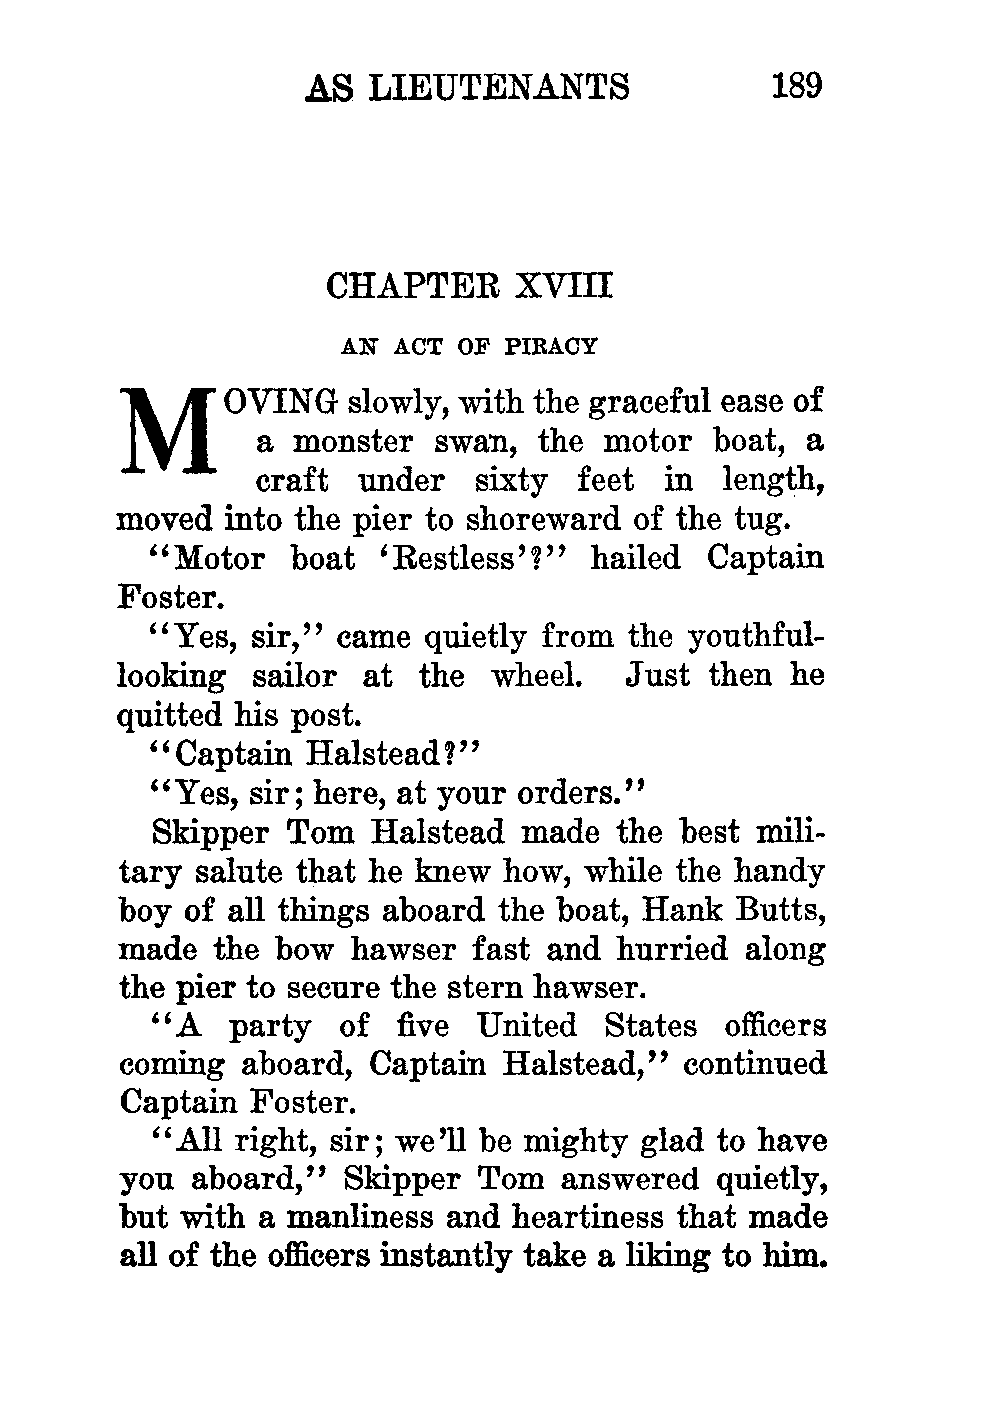 AS LIEUTENANTS 189
CHAPTER XVIII
AN ACT OF PIRACY
MOVING slowly, with the graceful ease of
a monster swan, the motor boat, a
craft under sixty feet in length,
moved into the pier to shoreward of the tug.
“Motor boat ‘Restless’?” hailed Captain
Foster.
“Yes, sir,” came quietly from the youthful-
looking sailor at the wheel. Just then he
quitted his post.
“Captain Halstead?”
“Yes, sir; here, at your orders.”
Skipper Tom Halstead made the best mili-
tary salute that he knew how, while the handy
boy of all things aboard the boat, Hank Butts,
made the bow hawser fast and hurried along
the pier to secure the stern hawser.
“A party of five United States officers
coming aboard, Captain Halstead,” continued
Captain Foster.
“All right, sir; we’ll be mighty glad to have
you aboard,” Skipper Tom answered quietly,
but with a manliness and heartiness that made
all of the officers instantly take a liking to him.